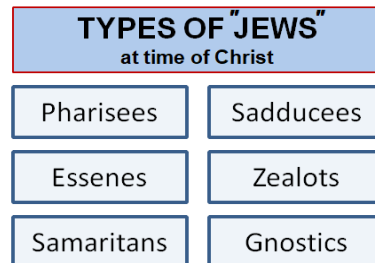 TYPES OF "JEWS"
at time of Christ
Pharisees
Sadducees
Essenes
Zealots
Samaritans
Gnostics